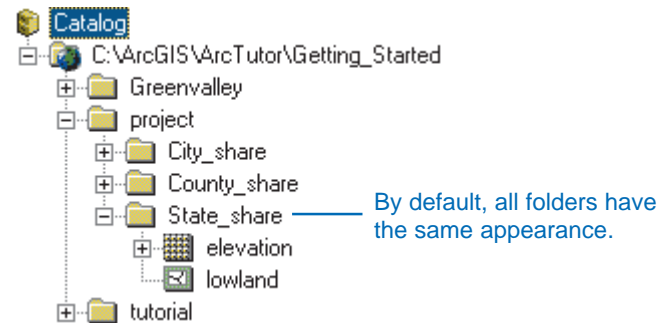 Catalog
C:\ArcGIS\ArcTutor\Getting_Started
Greenvalley
project
City_share
County_share
State_share
By default, all folders have
the same appearance.
elevation
lowland
tutorial